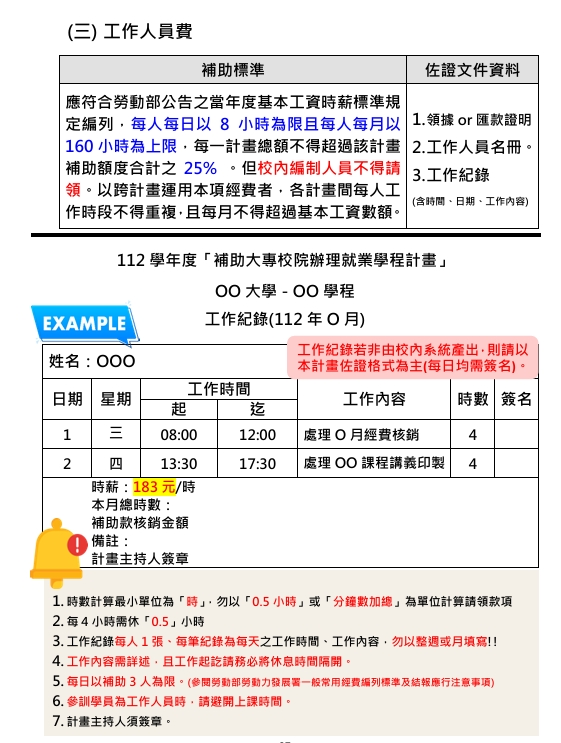 (三) 工作人員費
補助標準
佐證文件資料
應符合勞動部公告之當年度基本工資時薪標準規
定編列，每人每日以 8 小時為限且每人每月以
160 小時為上限，每一計畫總額不得超過該計畫
補助額度合計之 25% 。但校內編制人員不得請
領。以跨計畫運用本項經費者，各計畫間每人工
作時段不得重複，且每月不得超過基本工資數額。
1.領據 or 匯款證明
2.工作人員名冊。
3.工作紀錄
(含時間、日期、工作內容)
112 學年度「補助大專校院辦理就業學程計畫」
OO 大學－OO 學程
工作紀錄(112 年 O 月)
EXAMPLE
工作紀錄若非由校內系統產出，則請以
本計畫佐證格式為主(每日均需簽名)。
姓名：OOO
日期 星期 工作時間 工作內容 時數 簽名
起 迄
1 三 08:00 12:00 處理 O 月經費核銷 4
2 四 13:30 17:30 處理 OO 課程講義印製 4
時薪：183 元/時
本月總時數：
補助款核銷金額
備註：
計畫主持人簽章
1. 時數計算最小單位為「時」，勿以「0.5 小時」或「分鐘數加總」為單位計算請領款項
2. 每 4 小時需休「0.5」小時
3. 工作紀錄每人 1 張、每筆紀錄為每天之工作時間、工作內容，勿以整週或月填寫!!
4. 工作內容需詳述，且工作起訖請務必將休息時間隔開。
5. 每日以補助 3 人為限。(參閱勞動部勞動力發展署一般常用經費編列標準及結報應行注意事項)
6. 參訓學員為工作人員時，請避開上課時間。
7. 計畫主持人須簽章。